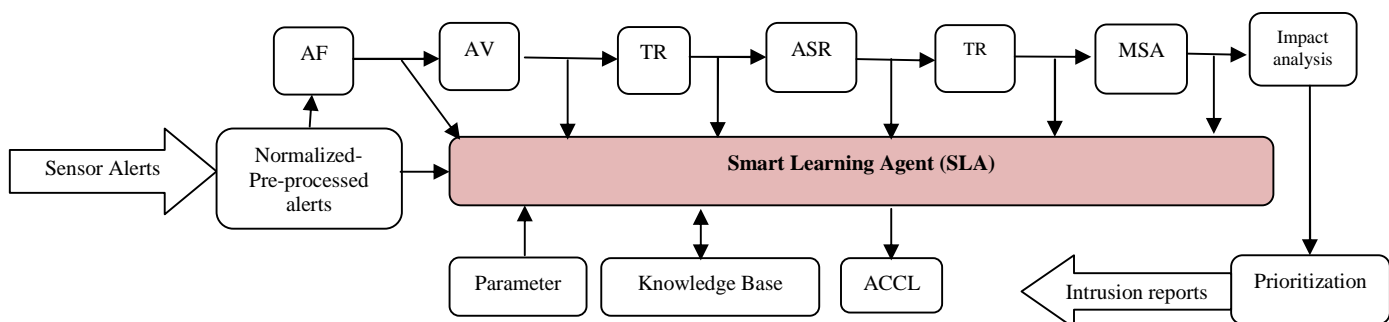 AF
AV
TR
ASR
TR
MSA
Impact
analysis
Sensor Alerts
Normalized-
Pre-processed
alerts
Smart Learning Agent (SLA)
Parameter
Knowledge Base
ACCL
Intrusion reports
Prioritization